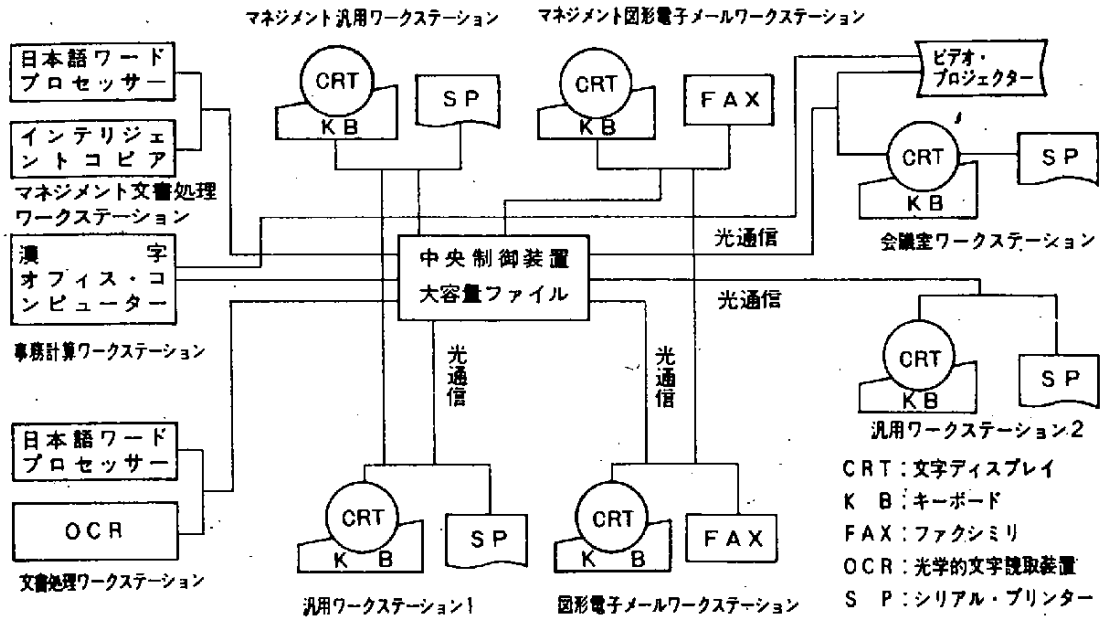 マネジメント汎用ワークステーション
マネジメント図形電子メールワークステーション
日本語ワード
プロセッサー
CRT
KB
SP
CRT
KB
FAX
ビデオ・
プロジェクター
インテリジェ
ントコピア
マネジメント文書処理
ワークステーション
CRT
KB
SP
会議室ワークステーション
漢字
オフィス・コ
ンピューター
事務計算ワークステーション
中央制御装置
大容量ファイル
光通信
光通信
光通信
光通信
CRT
KB
SP
汎用ワークステーション2
日本語ワード
プロセッサー
OCR
文書処理ワークステーション
CRT
K B
SP
汎用ワークステーション1
CRT
K B
FAX
図形電子メールワークステーション
CRT:文字ディスプレイ
K B:キーボード
FAX:ファクシミリ
OCR:光学的文字読取装置
S P:シリアル・プリンター